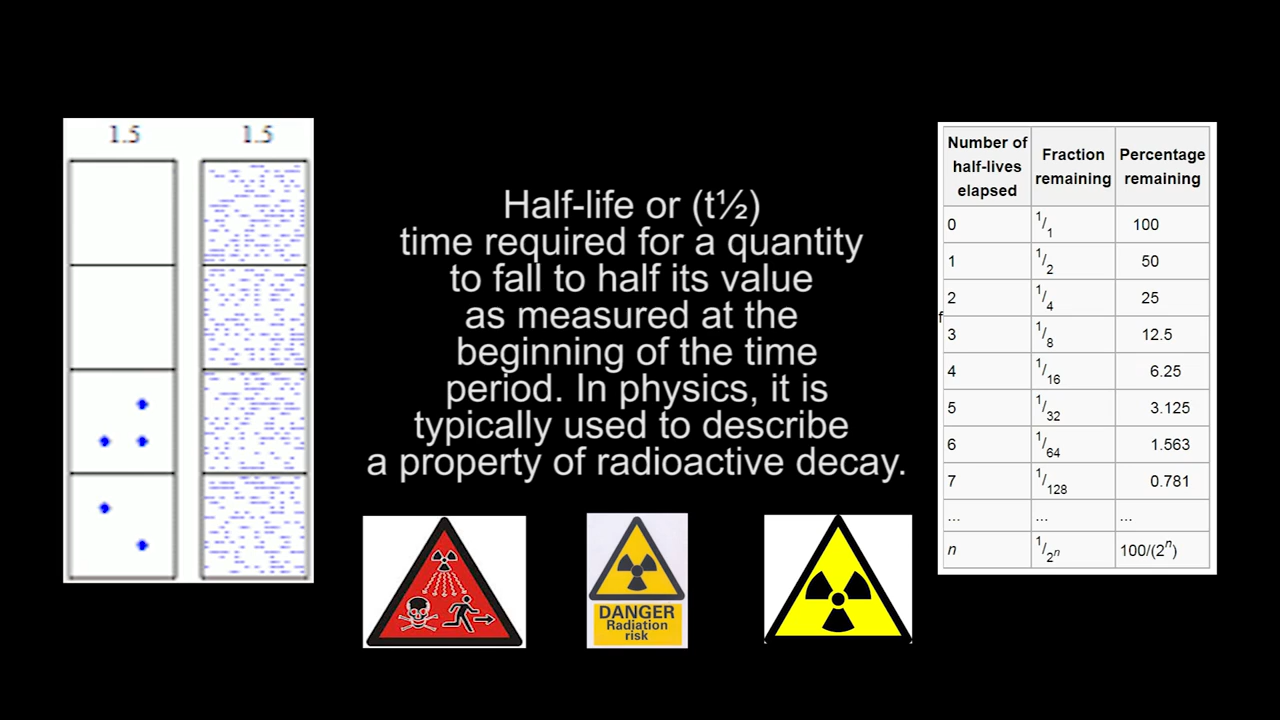 1.5 1.5
Half-life or (t½)
time required for a quantity
to fall to half its value
as measured at the
beginning of the time
period. In physics, it is
typically used to describe
a property of radioactive decay.
DANGER
Radiation
risk
Number of half-lives elapsed Fraction remaining Percentage remaining
1/1 100
1 1/2 50
2 1/4 25
f
3 1/8 12.5
4 1/16 6.25
5 1/32 3.125
6 1/64 1.563
1/128 0.781
... ... ...
n 1/2ⁿ 100/(2ⁿ)